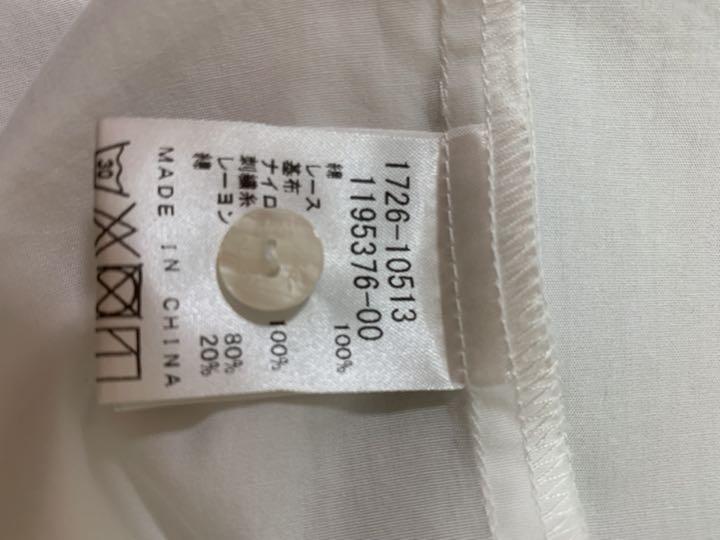 1726-10513
1195376-00
綿 100%
レース
基布
ナイロ 100%
刺繍糸
レーヨン 80%
綿 20%
MADE IN CHINA
30